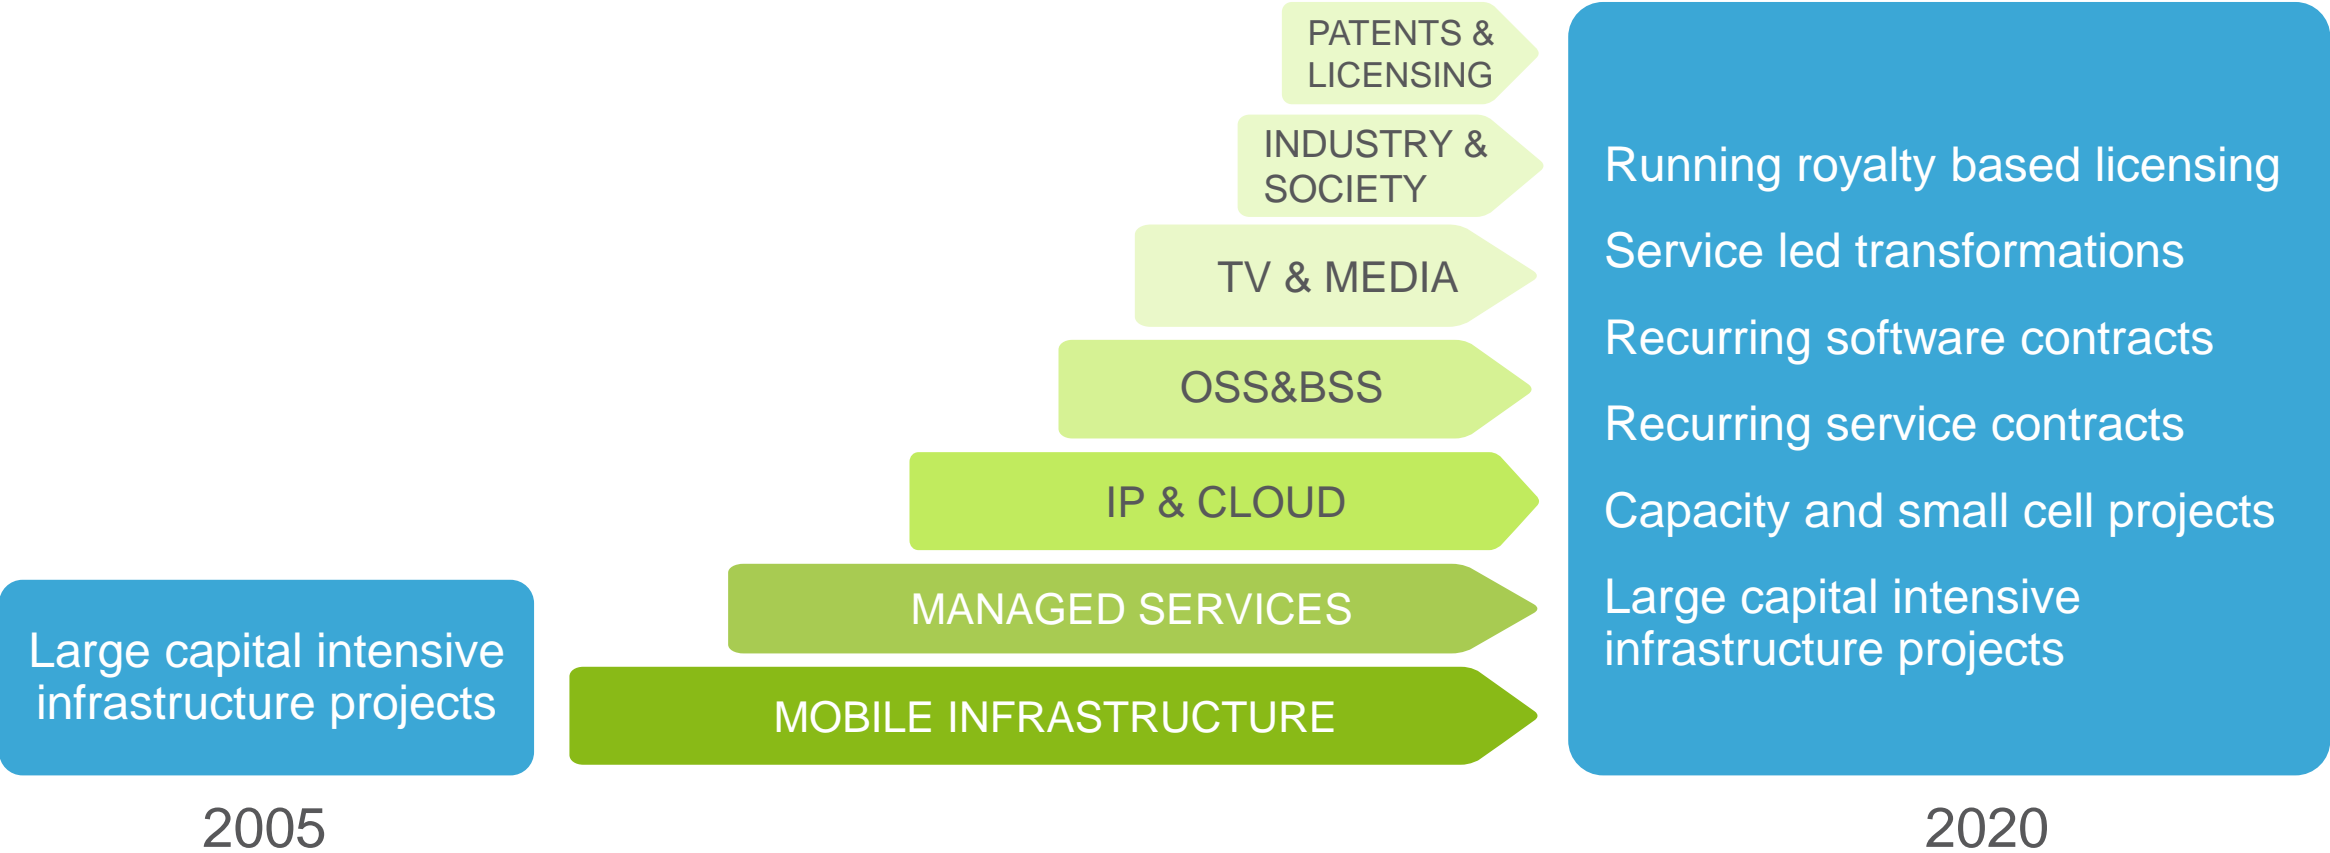 PATENTS &
LICENSING
INDUSTRY &
SOCIETY
TV & MEDIA
OSS&BSS
IP & CLOUD
MANAGED SERVICES
MOBILE INFRASTRUCTURE
Large capital intensive
infrastructure projects
2005
Running royalty based licensing
Service led transformations
Recurring software contracts
Recurring service contracts
Capacity and small cell projects
Large capital intensive
infrastructure projects
2020